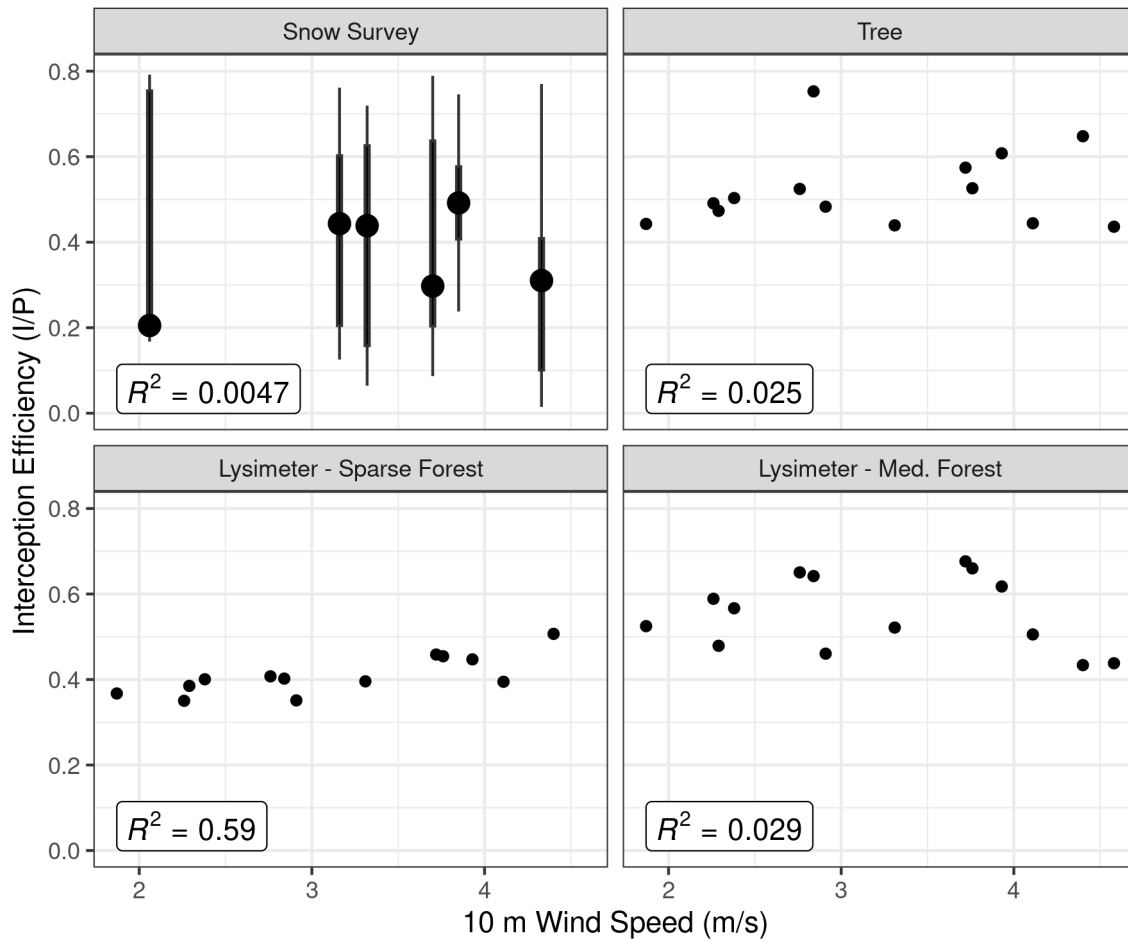 Snow Survey
Tree
0.8
0.6
0.4
0.2
0.0
R² = 0.0047
R² = 0.025
Lysimeter - Sparse Forest
Lysimeter - Med. Forest
0.8
0.6
0.4
0.2
0.0
R² = 0.59
R² = 0.029
2 3 4
2 3 4
10 m Wind Speed (m/s)
Interception Efficiency (I/P)